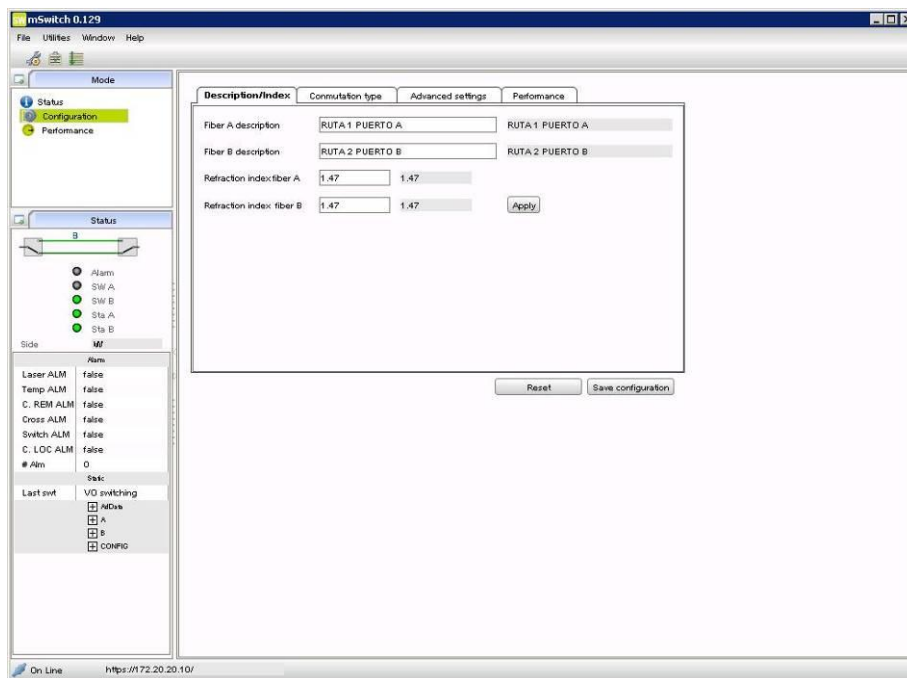 mSwitch 0.129
File Utilities Window Help
Mode
Status
Configuration
Performance
Status
B
Alarm
SW A
SW B
Sta A
Sta B
Side W
Alarm
Laser ALM false
Temp ALM false
C. REM ALM false
Cross ALM false
Switch ALM false
C. LOC ALM false
# Alm 0
Static
Last swt VO switching
A
B
CONFIG
Description/Index Conmutation type Advanced settings Performance
Fiber A description RUTA 1 PUERTO A RUTA 1 PUERTO A
Fiber B description RUTA 2 PUERTO B RUTA 2 PUERTO B
Refraction index fiber A 1.47 1.47
Refraction index fiber B 1.47 1.47 Apply
Reset Save configuration
On Line https://172.20.20.10/